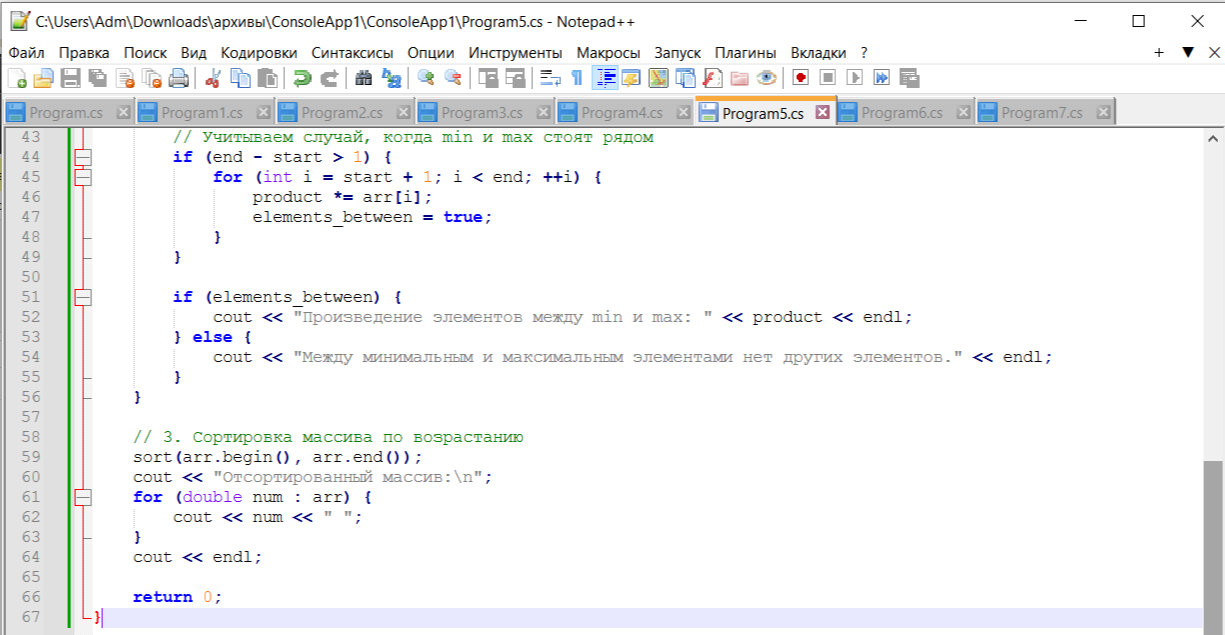 C:\Users\Adm\Downloads\архивы\ConsoleApp1\ConsoleApp1\Program5.cs - Notepad++
Файл Правка Поиск Вид Кодировки Синтаксисы Опции Инструменты Макросы Запуск Плагины Вкладки ?
Program.cs Program1.cs Program2.cs Program3.cs Program4.cs Program5.cs Program6.cs Program7.cs
43 // Учитываем случай, когда min и max стоят рядом
44 if (end - start > 1) {
45 for (int i = start + 1; i < end; ++i) {
46 product *= arr[i];
47 elements_between = true;
48 }
49 }
50
51 if (elements_between) {
52 cout << "Произведение элементов между min и max: " << product << endl;
53 } else {
54 cout << "Между минимальным и максимальным элементами нет других элементов." << endl;
55 }
56 }
57
58 // 3. Сортировка массива по возрастанию
59 sort(arr.begin(), arr.end());
60 cout << "Отсортированный массив:\n";
61 for (double num : arr) {
62 cout << num << " ";
63 }
64 cout << endl;
65
66 return 0;
67 }